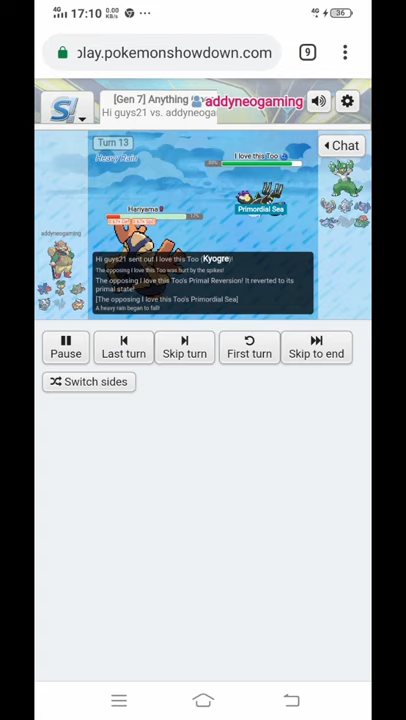 17:10 0.00 KB/s 36
play.pokemonshowdown.com 9
[Gen 7] Anything addyneogaming
Hi guys21 vs. addyneoga
Turn 13
Heavy Rain
I love this Too
Chat
Primordial Sea
Hariyama
addyneogaming
Hi guys21 sent out I love this Too (Kyogre)!
The opposing I love this Too was hurt by the spikes!
The opposing I love this Too's Primal Reversion! It reverted to its
primal state!
[The opposing I love this Too's Primordial Sea]
A heavy rain began to fall!
Pause Last turn Skip turn First turn Skip to end
Switch sides